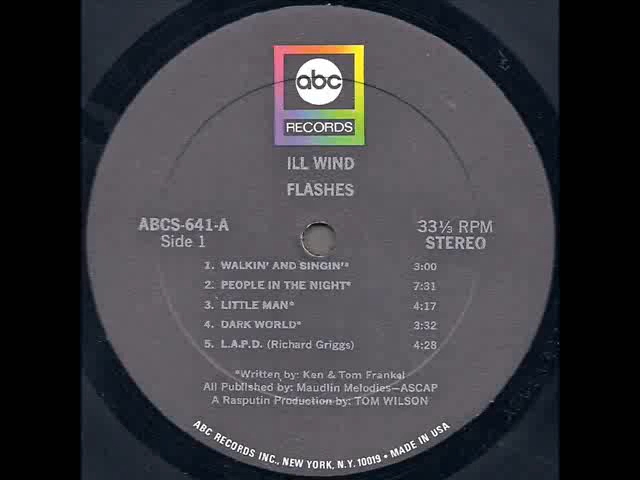 abc
RECORDS
ILL WIND
FLASHES
ABCS-641-A
Side 1
33⅓ RPM
STEREO
1. WALKIN' AND SINGIN'* 3:00
2. PEOPLE IN THE NIGHT* 7:31
3. LITTLE MAN* 4:17
4. DARK WORLD* 3:32
5. L.A.P.D. (Richard Griggs) 4:28
*Written by: Ken & Tom Frankel
All Published by: Maudlin Melodies—ASCAP
A Rasputin Production by: TOM WILSON
ABC RECORDS INC., NEW YORK, N.Y. 10019 • MADE IN USA